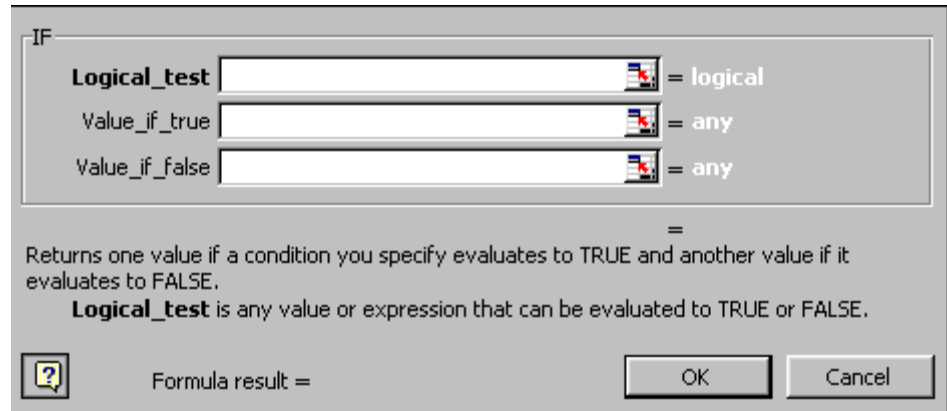 IF
Logical_test = logical
Value_if_true = any
Value_if_false = any
=
Returns one value if a condition you specify evaluates to TRUE and another value if it
evaluates to FALSE.
Logical_test is any value or expression that can be evaluated to TRUE or FALSE.
? Formula result = OK Cancel